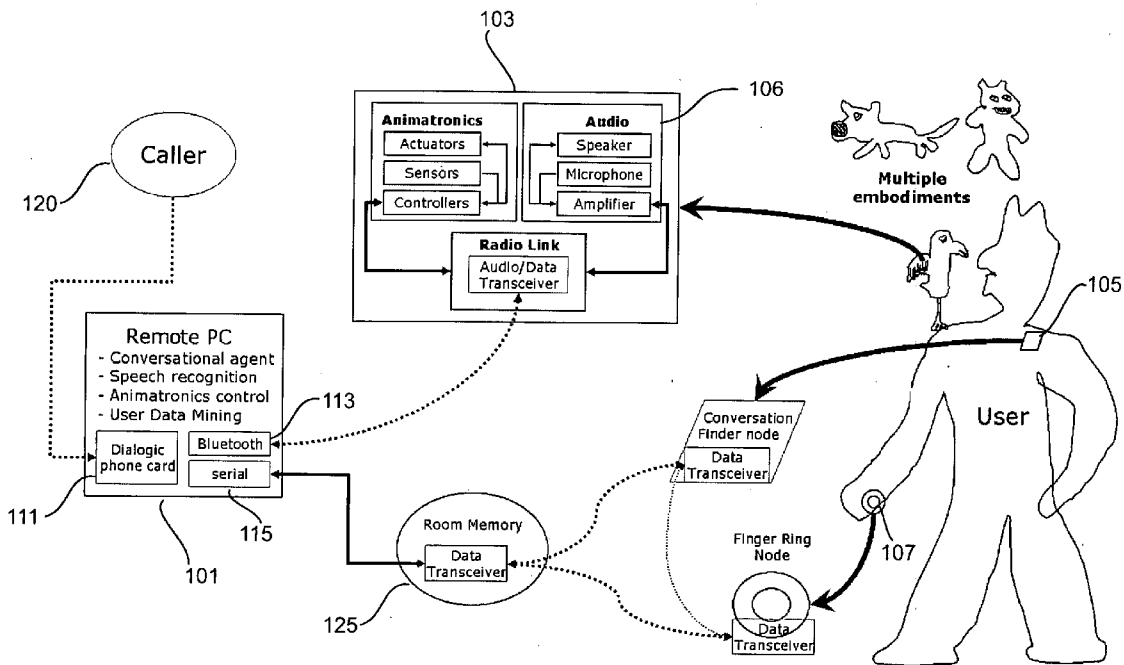 103
106
Animatronics
Actuators
Sensors
Controllers
Audio
Speaker
Microphone
Amplifier
Radio Link
Audio/Data
Transceiver
Caller
120
Multiple
embodiments
105
Remote PC
- Conversational agent
- Speech recognition
- Animatronics control
- User Data Mining
113
Dialogic
phone card
Bluetooth
serial
111
115
101
Conversation
Finder node
Data
Transceiver
User
Room Memory
Data
Transceiver
125
107
Finger Ring
Node
Data
Transceiver